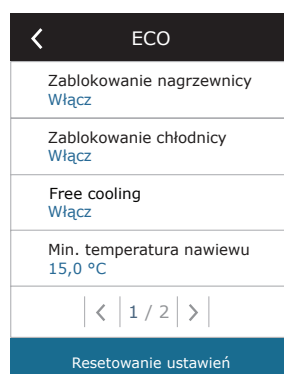 ECO
Zablokowanie nagrzewnicy
Włącz
Zablokowanie chłodnicy
Włącz
Free cooling
Włącz
Min. temperatura nawiewu
15,0 °C
1 / 2
Resetowanie ustawień